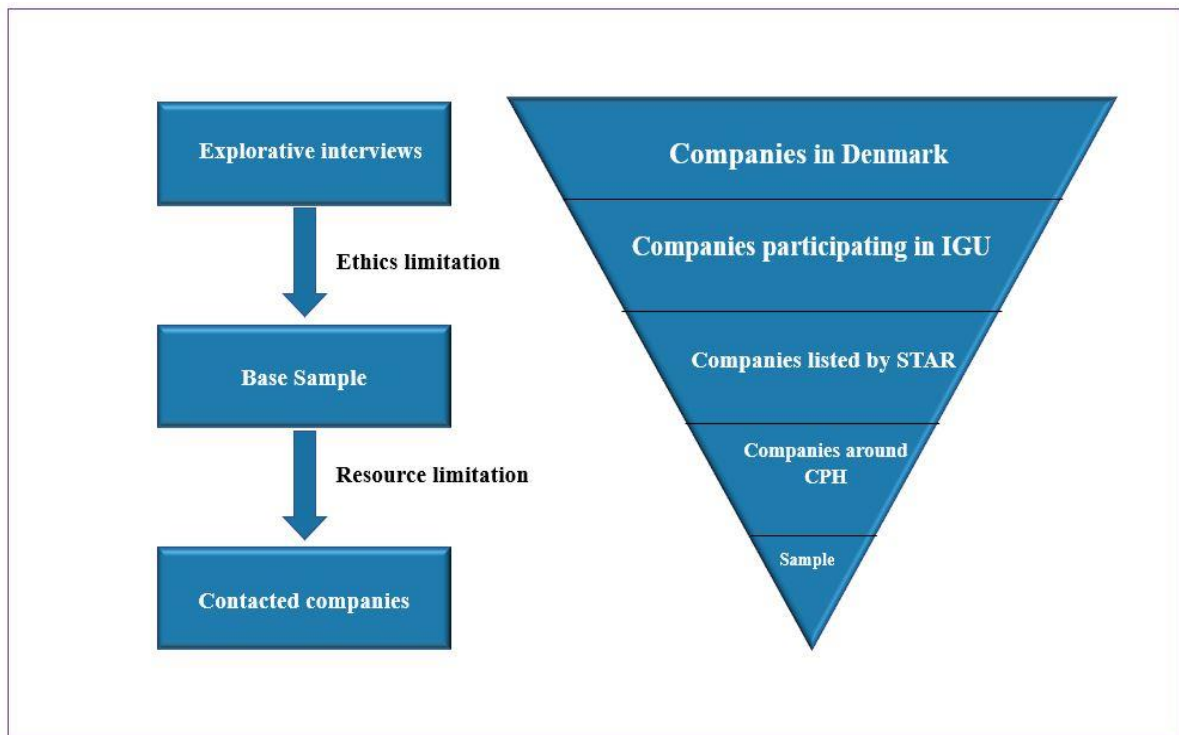 Explorative interviews
Ethics limitation
Base Sample
Resource limitation
Contacted companies
Companies in Denmark
Companies participating in IGU
Companies listed by STAR
Companies around
CPH
Sample